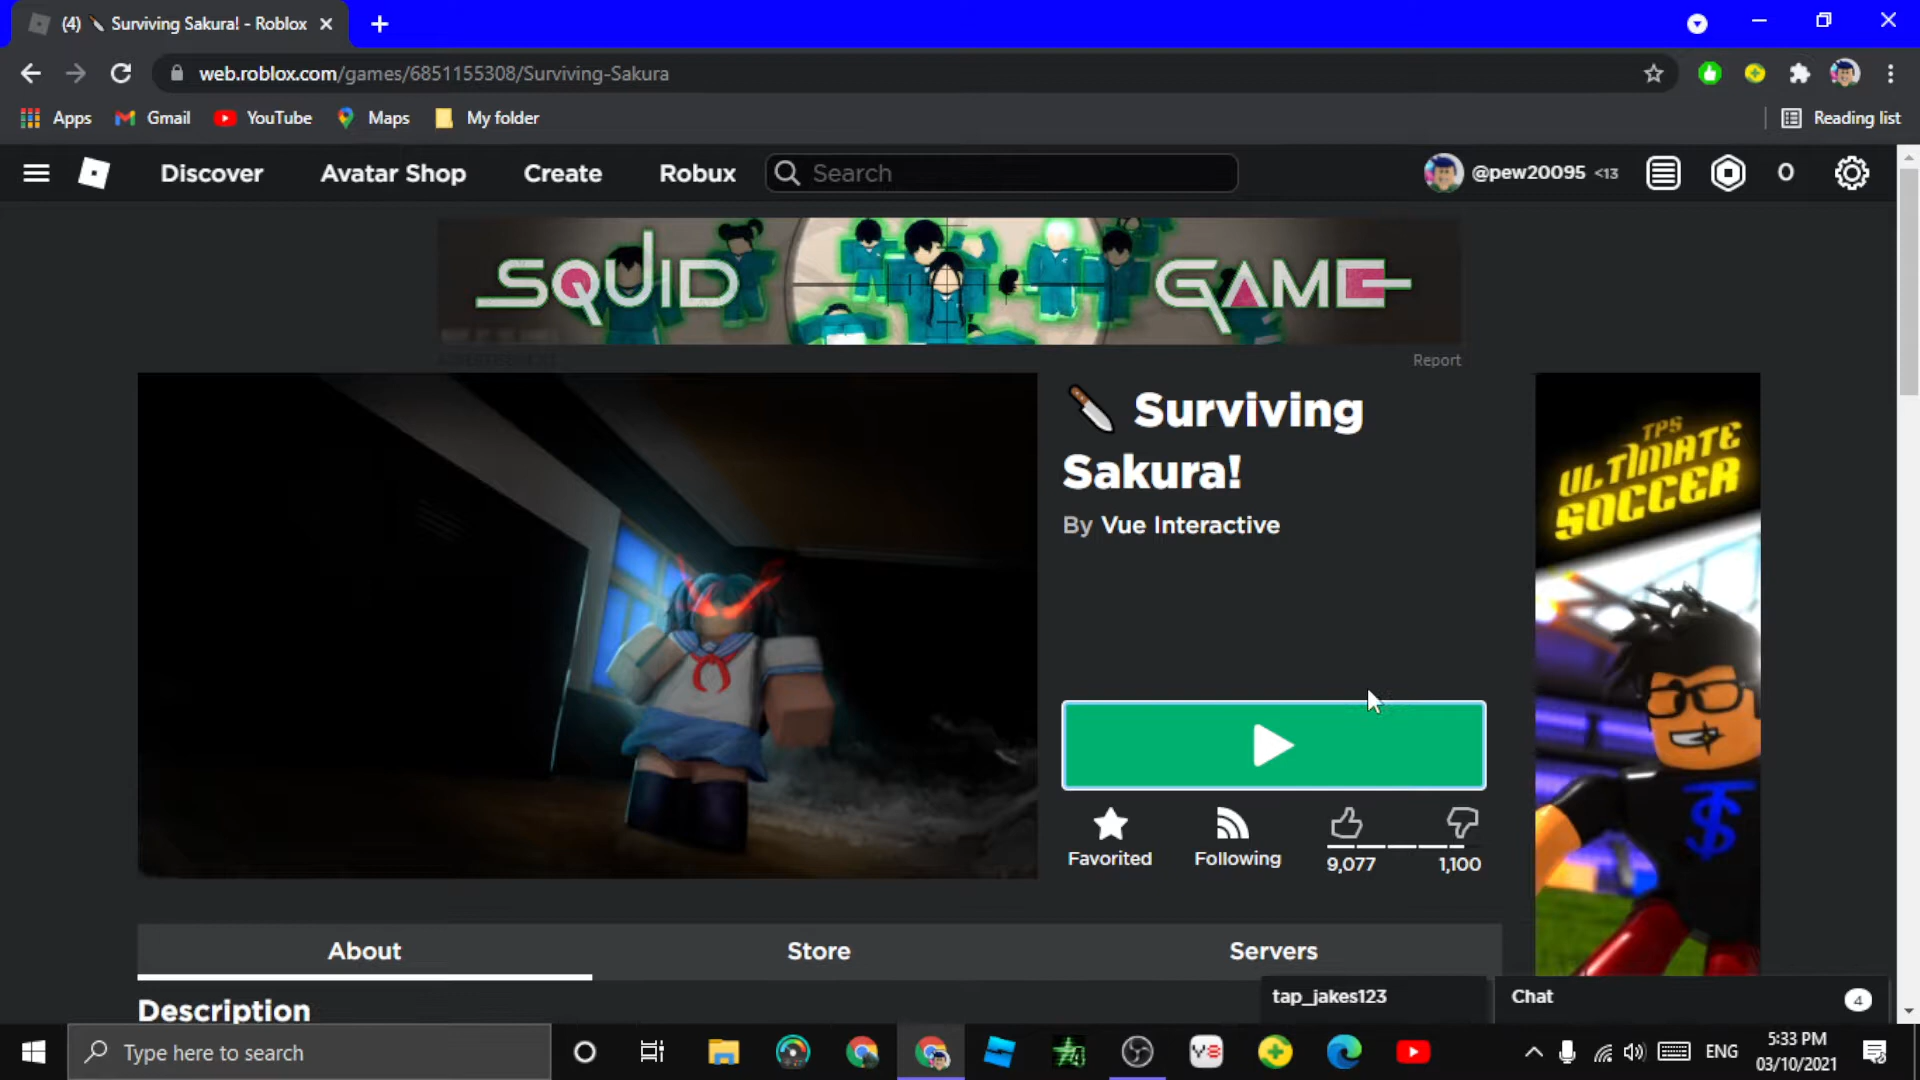 (4) 🔪 Surviving Sakura! - Roblox
web.roblox.com/games/6851155308/Surviving-Sakura
Apps Gmail YouTube Maps My folder Reading list
Discover Avatar Shop Create Robux Search @pew20095 <13 0
SQUID GAME
ADVERTISEMENT Report
🔪 Surviving
Sakura!
By Vue Interactive
Favorited Following 9,077 1,100
TPS
ULTIMATE
SOCCER
About Store Servers
Description
tap_jakes123 Chat 4
Type here to search
ENG 5:33 PM
03/10/2021